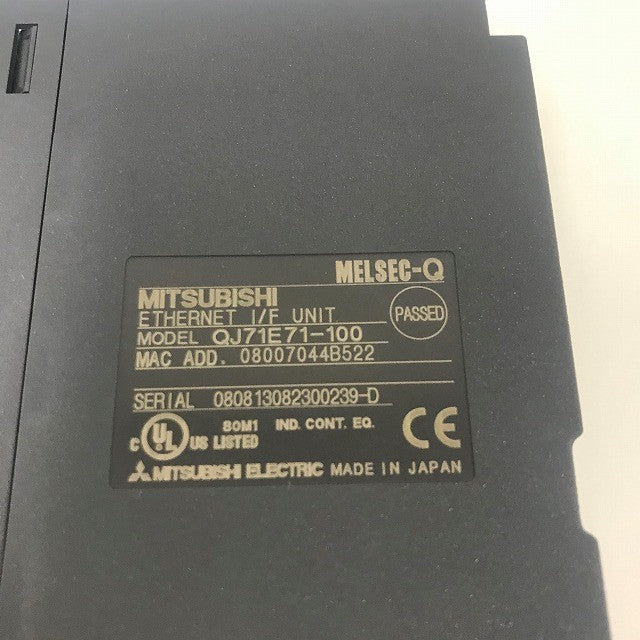 MELSEC-Q
MITSUBISHI
ETHERNET I/F UNIT
PASSED
MODEL QJ71E71-100
MAC ADD. 08007044B522
SERIAL 080813082300239-D
80M1 IND. CONT. EQ.
C UL US LISTED
CE
MITSUBISHI ELECTRIC MADE IN JAPAN